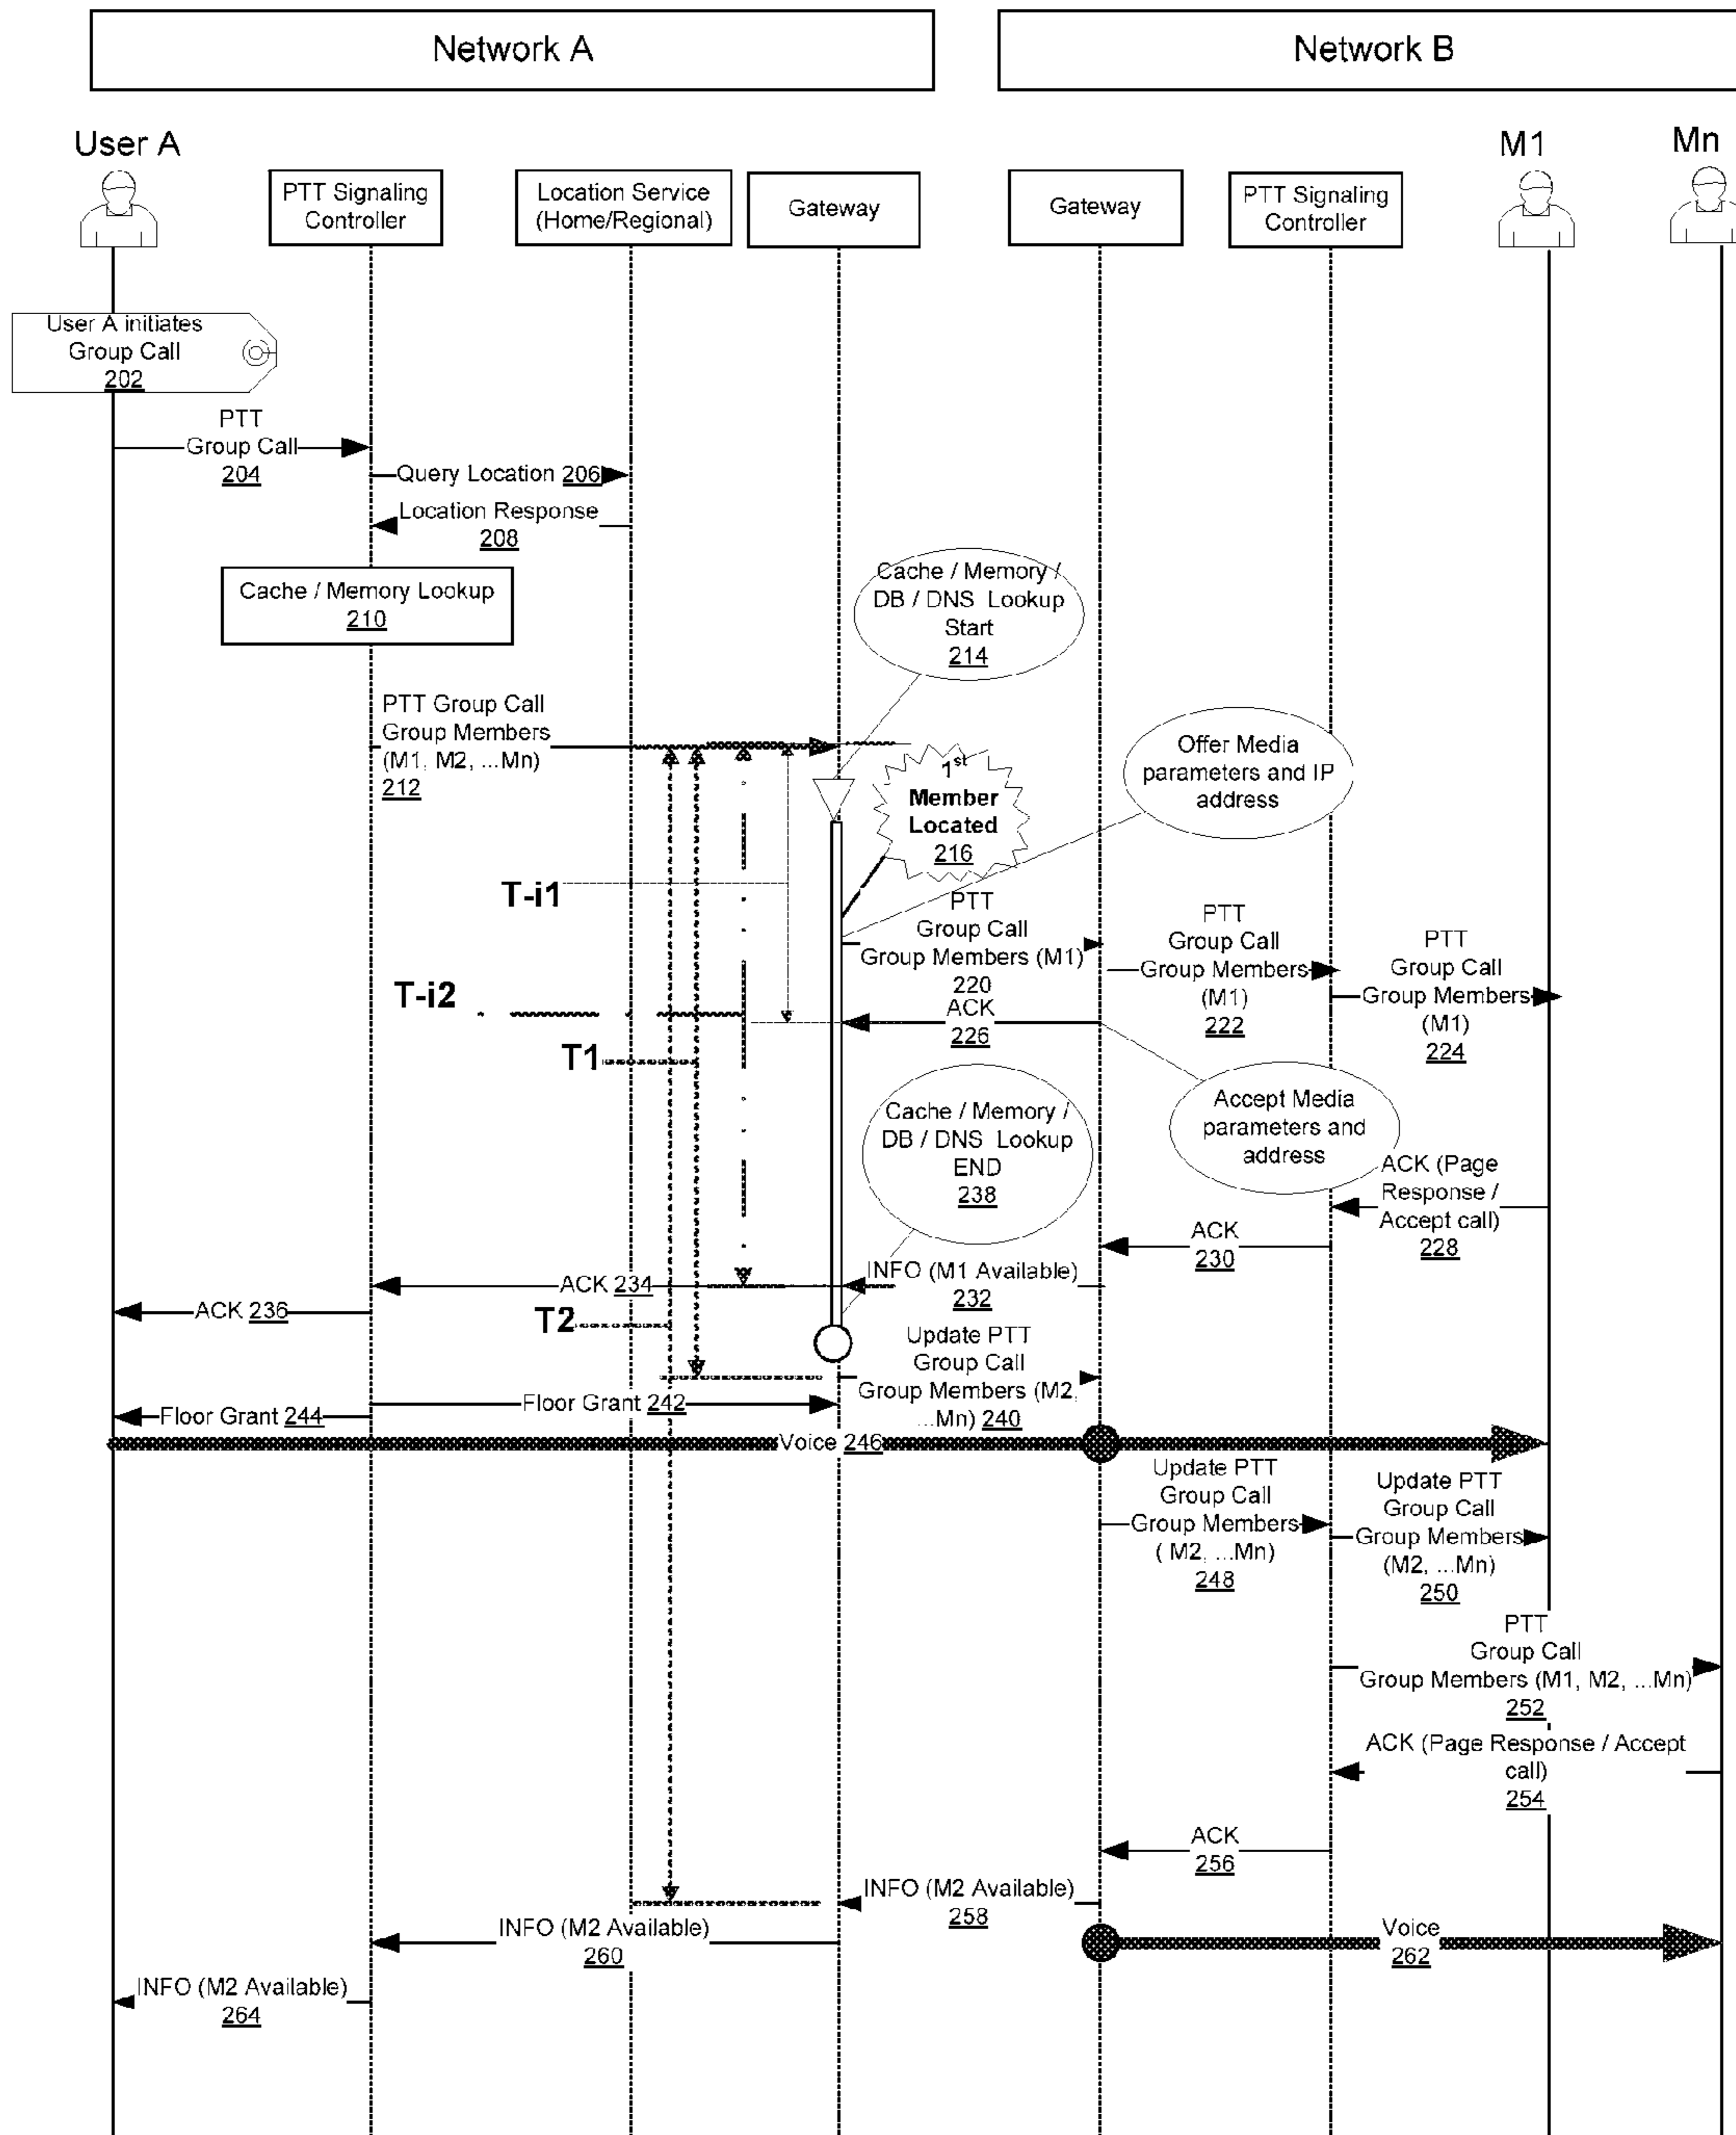 Network A
Network B
User A
M1
Mn
PTT Signaling
Controller
Location Service
(Home/Regional)
Gateway
Gateway
PTT Signaling
Controller
User A initiates
Group Call
202
PTT
Group Call
204
Query Location 206
Location Response
208
Cache / Memory Lookup
210
Cache / Memory /
DB / DNS Lookup
Start
214
PTT Group Call
Group Members
(M1, M2, ...Mn)
212
1st
Member
Located
216
Offer Media
parameters and IP
address
T-i1
PTT
Group Call
Group Members (M1)
220
PTT
Group Call
Group Members
(M1)
222
PTT
Group Call
Group Members
(M1)
224
T-i2
ACK
226
T1
Cache / Memory /
DB / DNS Lookup
END
238
Accept Media
parameters and
address
ACK (Page
Response /
Accept call)
228
ACK
230
INFO (M1 Available)
232
ACK 234
ACK 236
T2
Update PTT
Group Call
Group Members (M2,
...Mn) 240
Floor Grant 242
Floor Grant 244
Voice 246
Update PTT
Group Call
Group Members
( M2, ...Mn)
248
Update PTT
Group Call
Group Members
(M2, ...Mn)
250
PTT
Group Call
Group Members (M1, M2, ...Mn)
252
ACK (Page Response / Accept
call)
254
ACK
256
INFO (M2 Available)
258
INFO (M2 Available)
260
Voice
262
INFO (M2 Available)
264